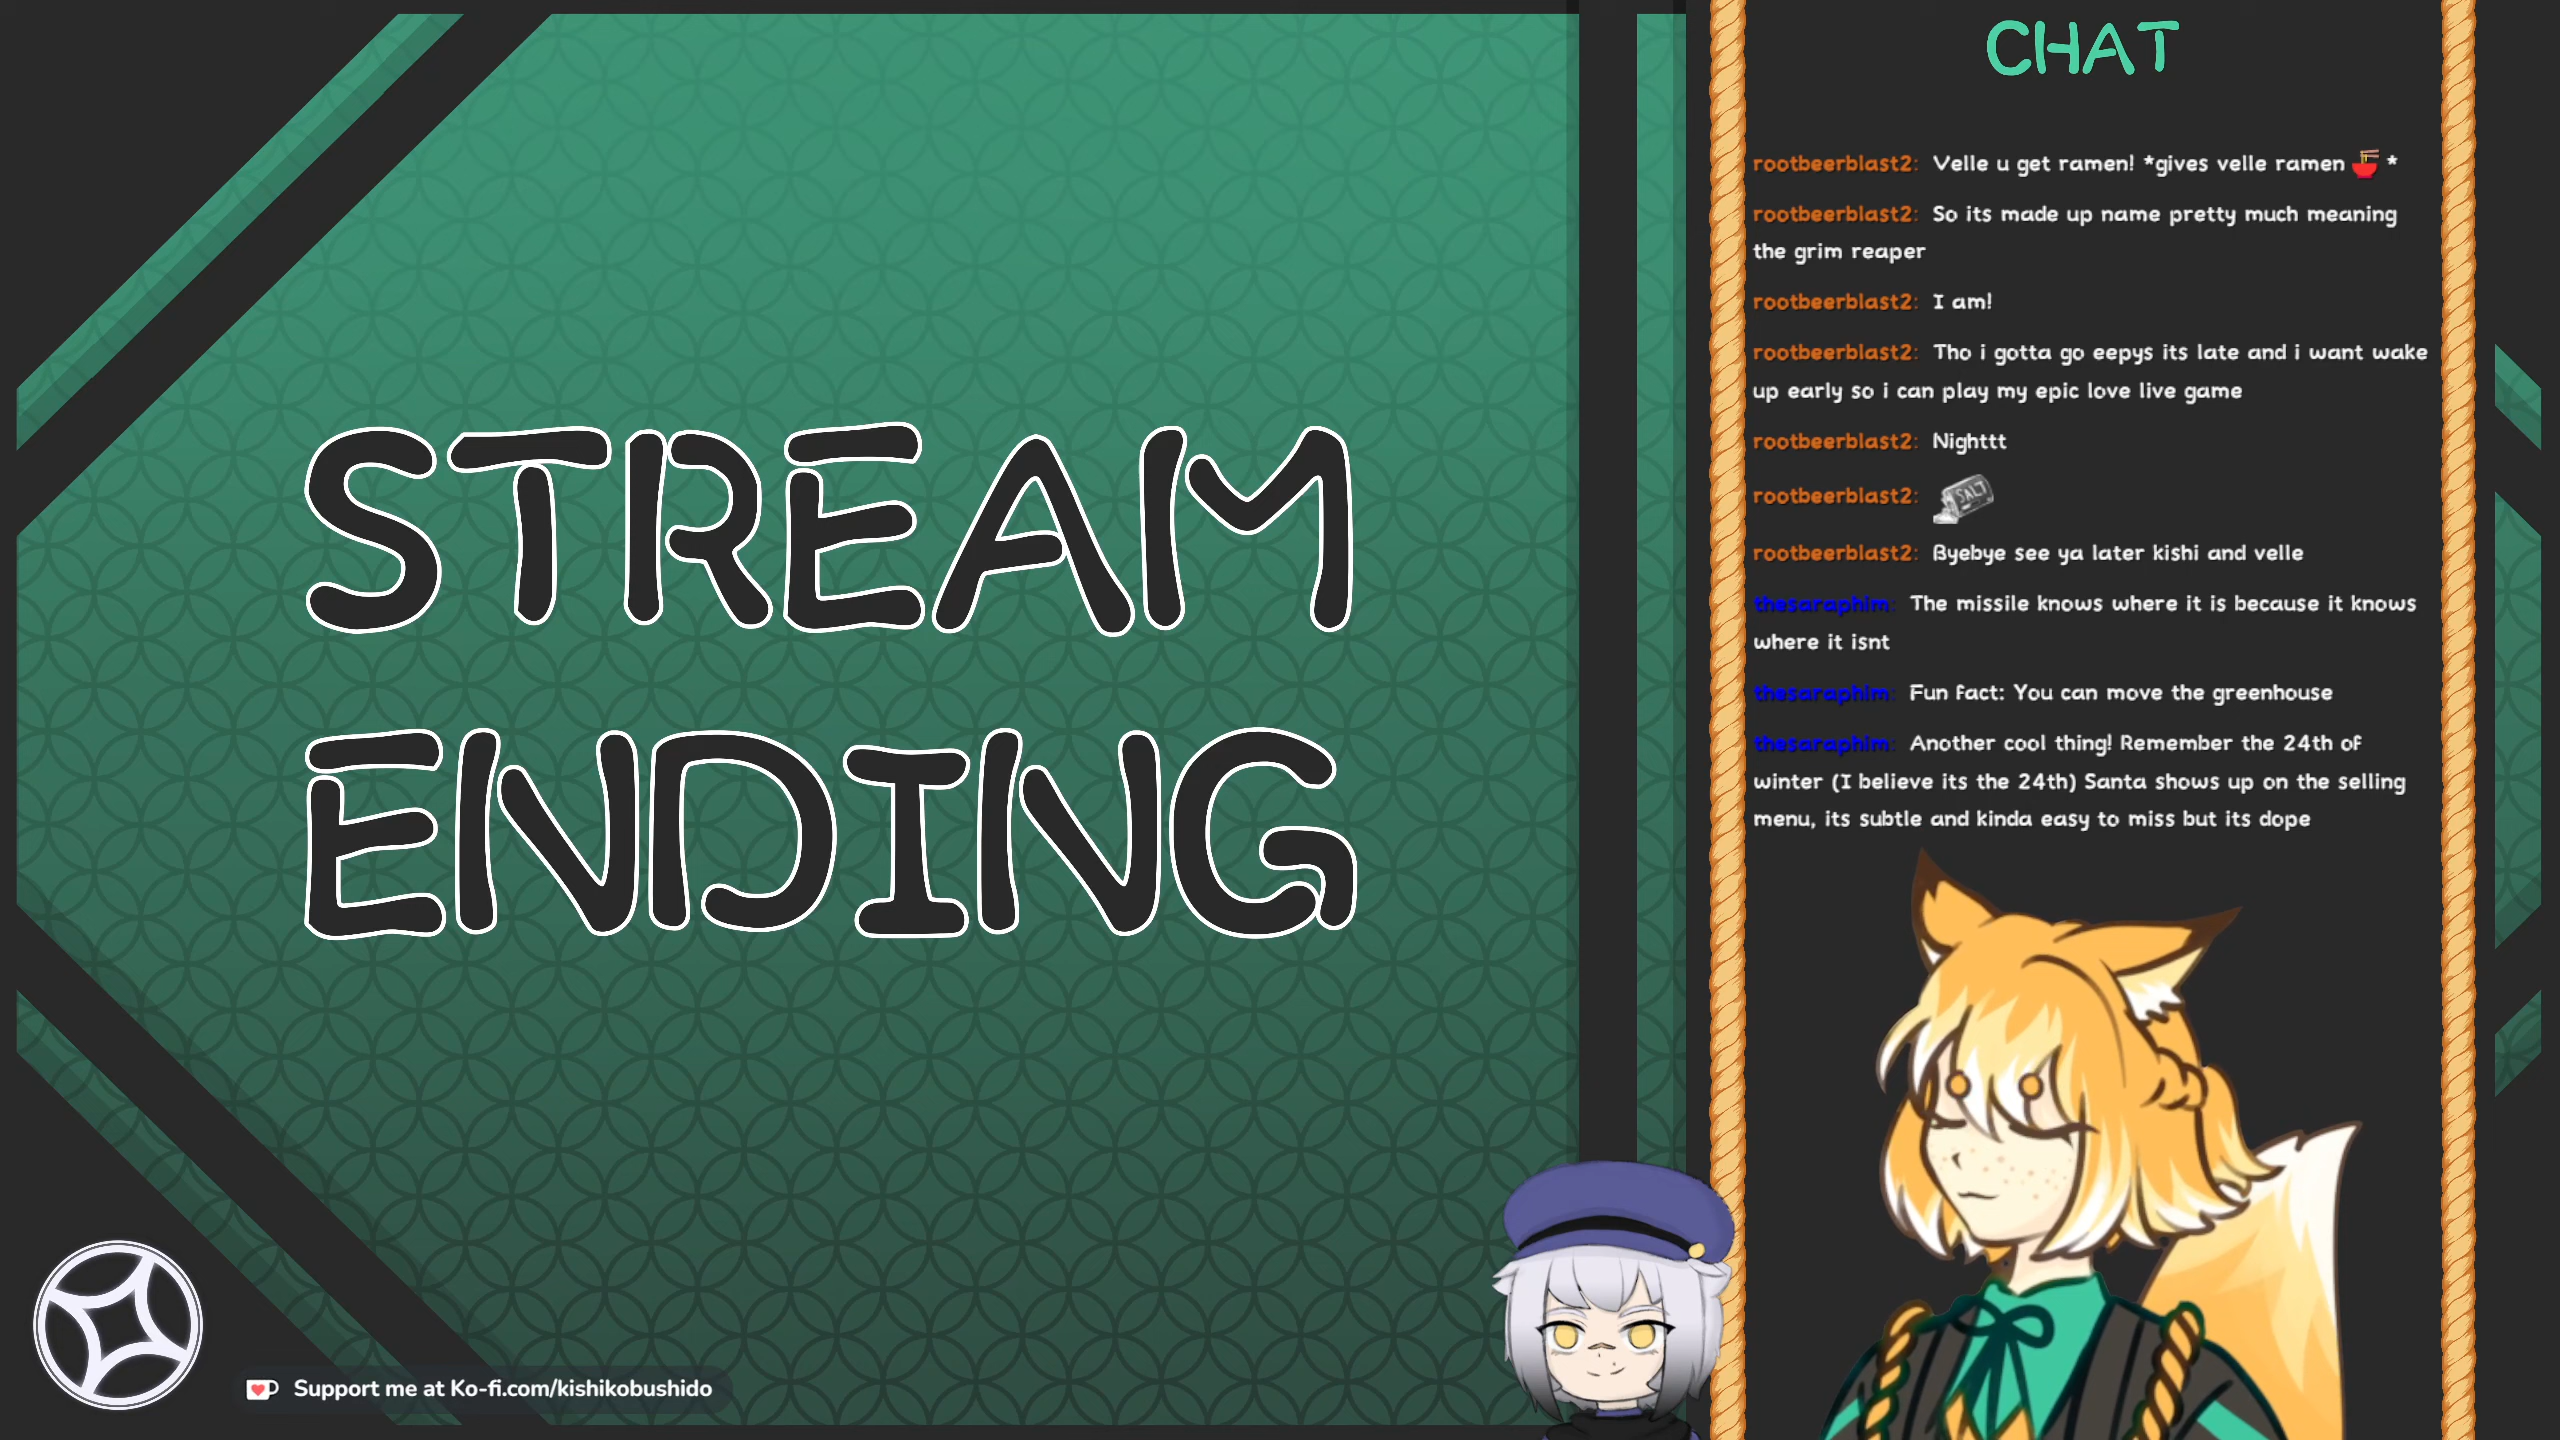 STREAM
ENDING
CHAT
rootbeerblast2: Velle u get ramen! *gives velle ramen 🍜 *
rootbeerblast2: So its made up name pretty much meaning
the grim reaper
rootbeerblast2: I am!
rootbeerblast2: Tho i gotta go eepys its late and i want wake
up early so i can play my epic love live game
rootbeerblast2: Nighttt
rootbeerblast2: SALT
rootbeerblast2: Byebye see ya later kishi and velle
thesaraphim: The missile knows where it is because it knows
where it isnt
thesaraphim: Fun fact: You can move the greenhouse
thesaraphim: Another cool thing! Remember the 24th of
winter (I believe its the 24th) Santa shows up on the selling
menu, its subtle and kinda easy to miss but its dope
Support me at Ko-fi.com/kishikobushido